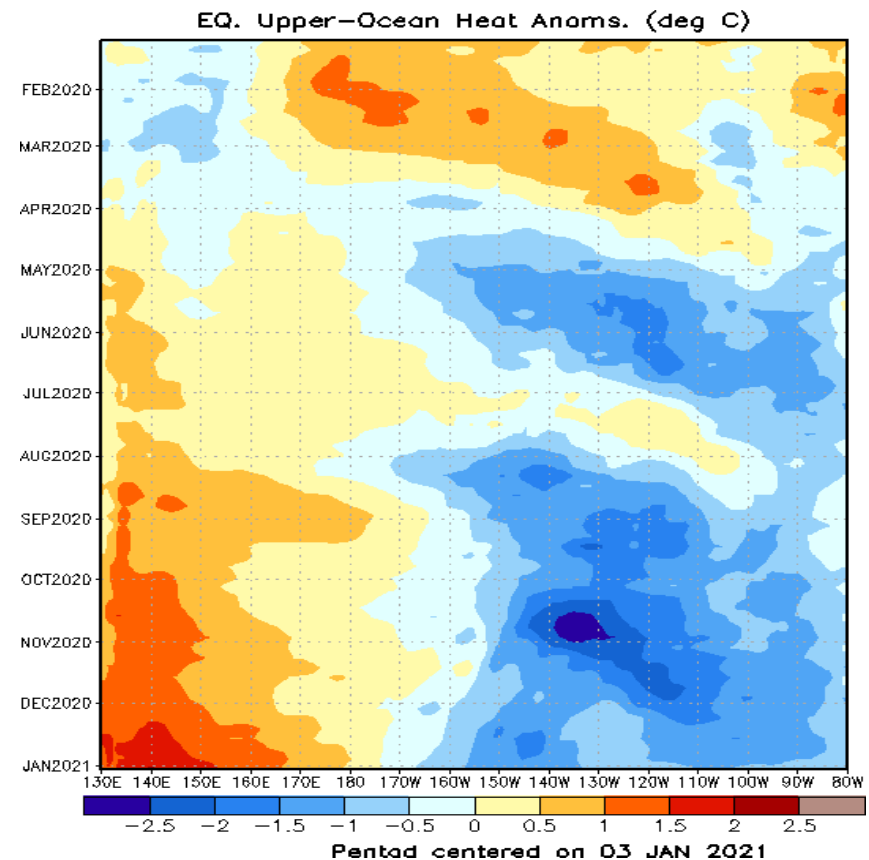 EQ. Upper-Ocean Heat Anoms. (deg C)
FEB2020
MAR2020
APR2020
MAY2020
JUN2020
JUL2020
AUG2020
SEP2020
OCT2020
NOV2020
DEC2020
JAN2021
130E 140E 150E 160E 170E 180 170W 160W 150W 140W 130W 120W 110W 100W 90W 80W
-2.5 -2 -1.5 -1 -0.5 0 0.5 1 1.5 2 2.5
Pentad centered on 03 JAN 2021